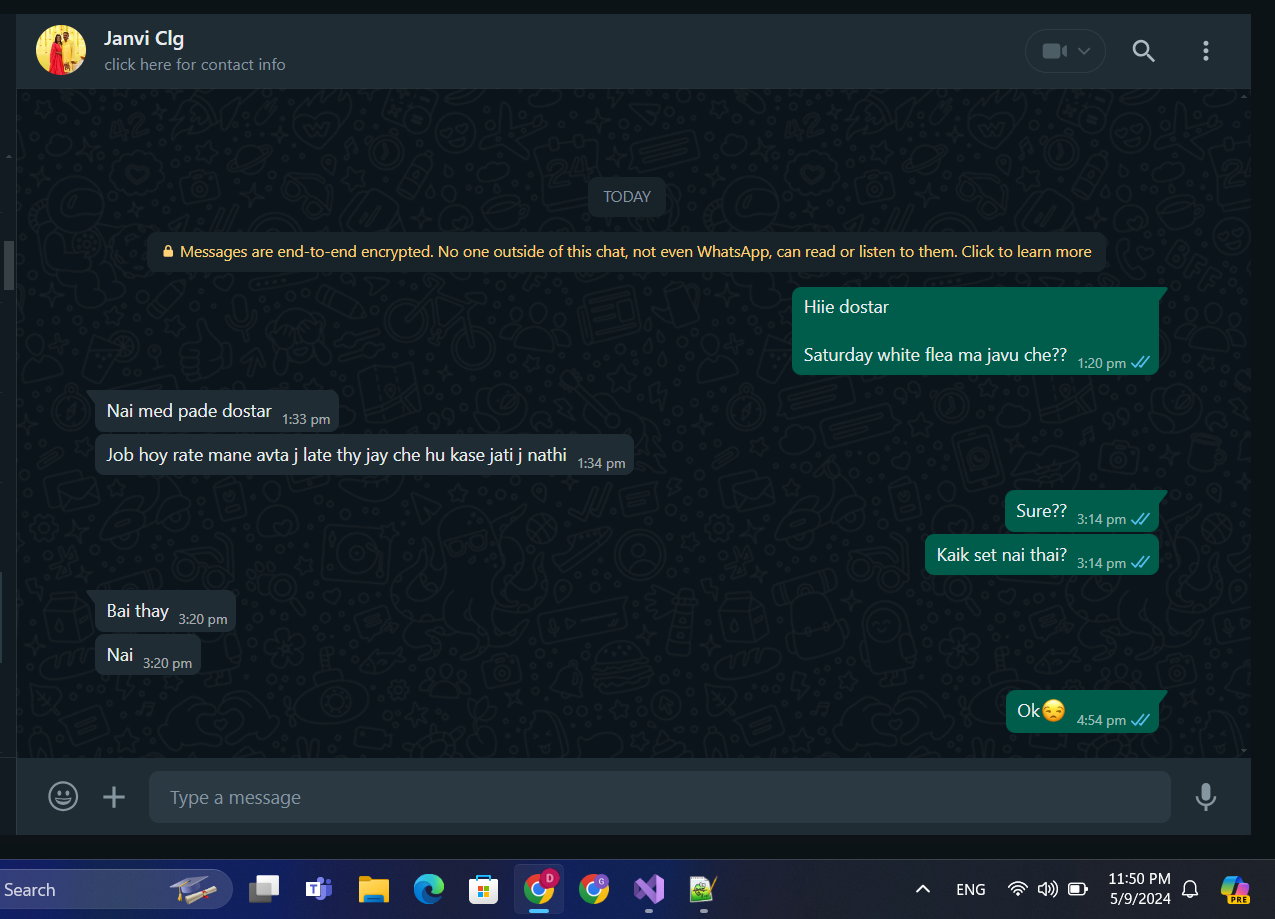 Janvi Clg
click here for contact info
TODAY
Messages are end-to-end encrypted. No one outside of this chat, not even WhatsApp, can read or listen to them. Click to learn more
Hiie dostar
Saturday white flea ma javu che?? 1:20 pm
Nai med pade dostar 1:33 pm
Job hoy rate mane avta j late thy jay che hu kase jati j nathi 1:34 pm
Sure?? 3:14 pm
Kaik set nai thai? 3:14 pm
Bai thay 3:20 pm
Nai 3:20 pm
Ok😒 4:54 pm
Type a message
Search
T
D
G
ENG
11:50 PM
5/9/2024
PRE